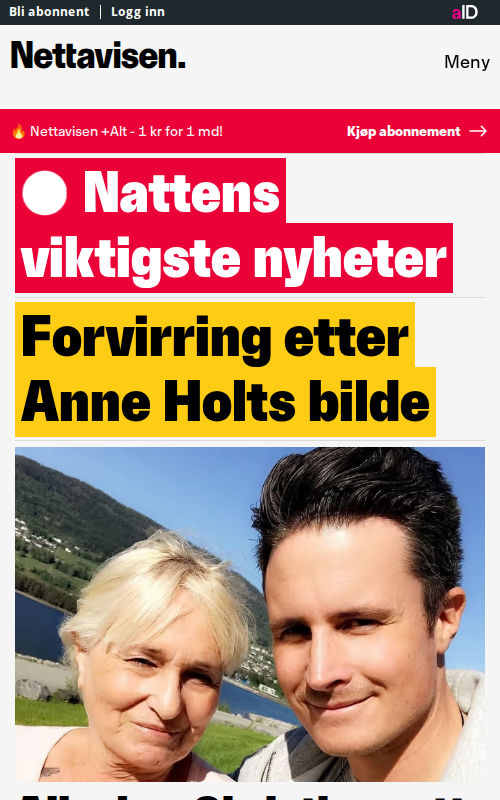 Bli abonnent | Logg inn
aID
Nettavisen.
Meny
🔥 Nettavisen +Alt - 1 kr for 1 md!
Kjøp abonnement →
Nattens
viktigste nyheter
Forvirring etter
Anne Holts bilde